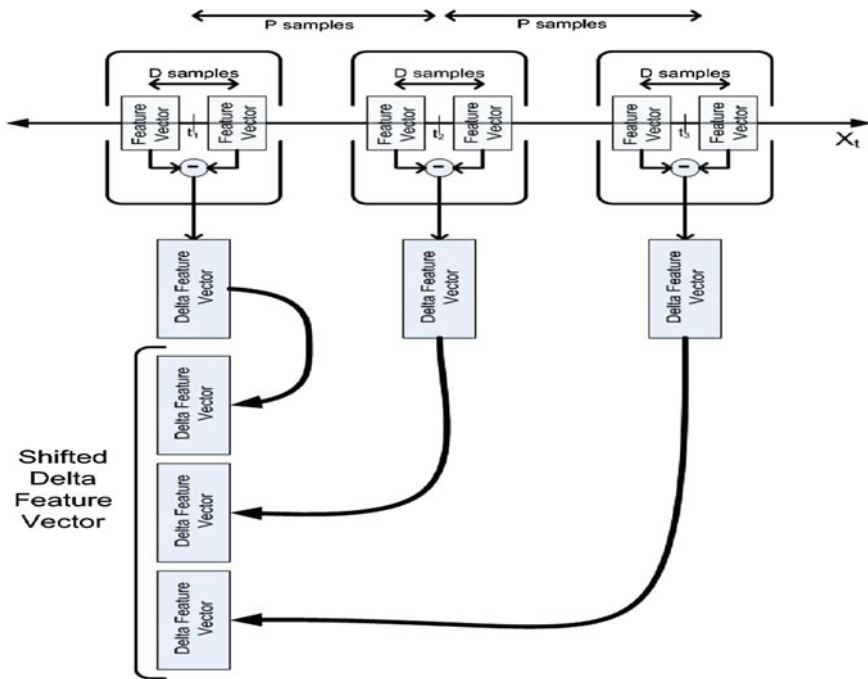 P samples
P samples
D samples
D samples
D samples
Feature
Vector
t1
Feature
Vector
Feature
Vector
t2
Feature
Vector
Feature
Vector
t3
Feature
Vector
Xt
-
-
-
Delta Feature
Vector
Delta Feature
Vector
Delta Feature
Vector
Delta Feature
Vector
Shifted
Delta
Feature
Vector
Delta Feature
Vector
Delta Feature
Vector